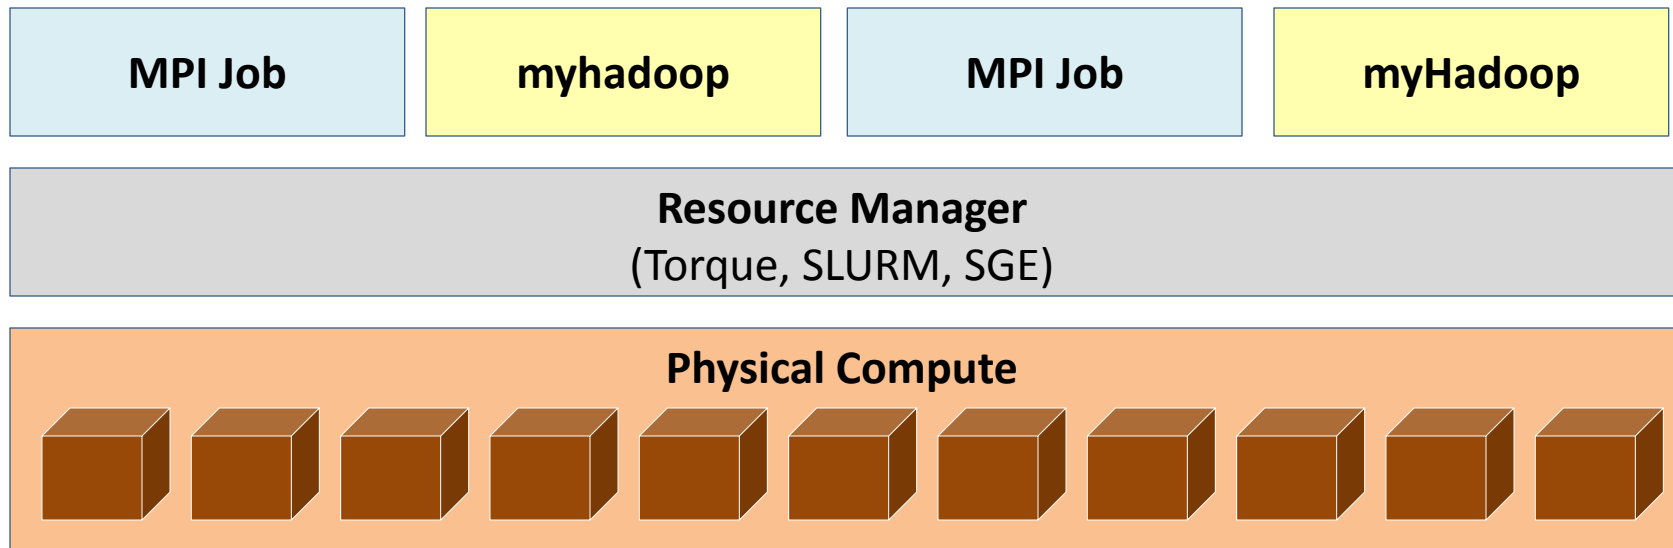 MPI Job
myhadoop
MPI Job
myHadoop
Resource Manager
(Torque, SLURM, SGE)
Physical Compute